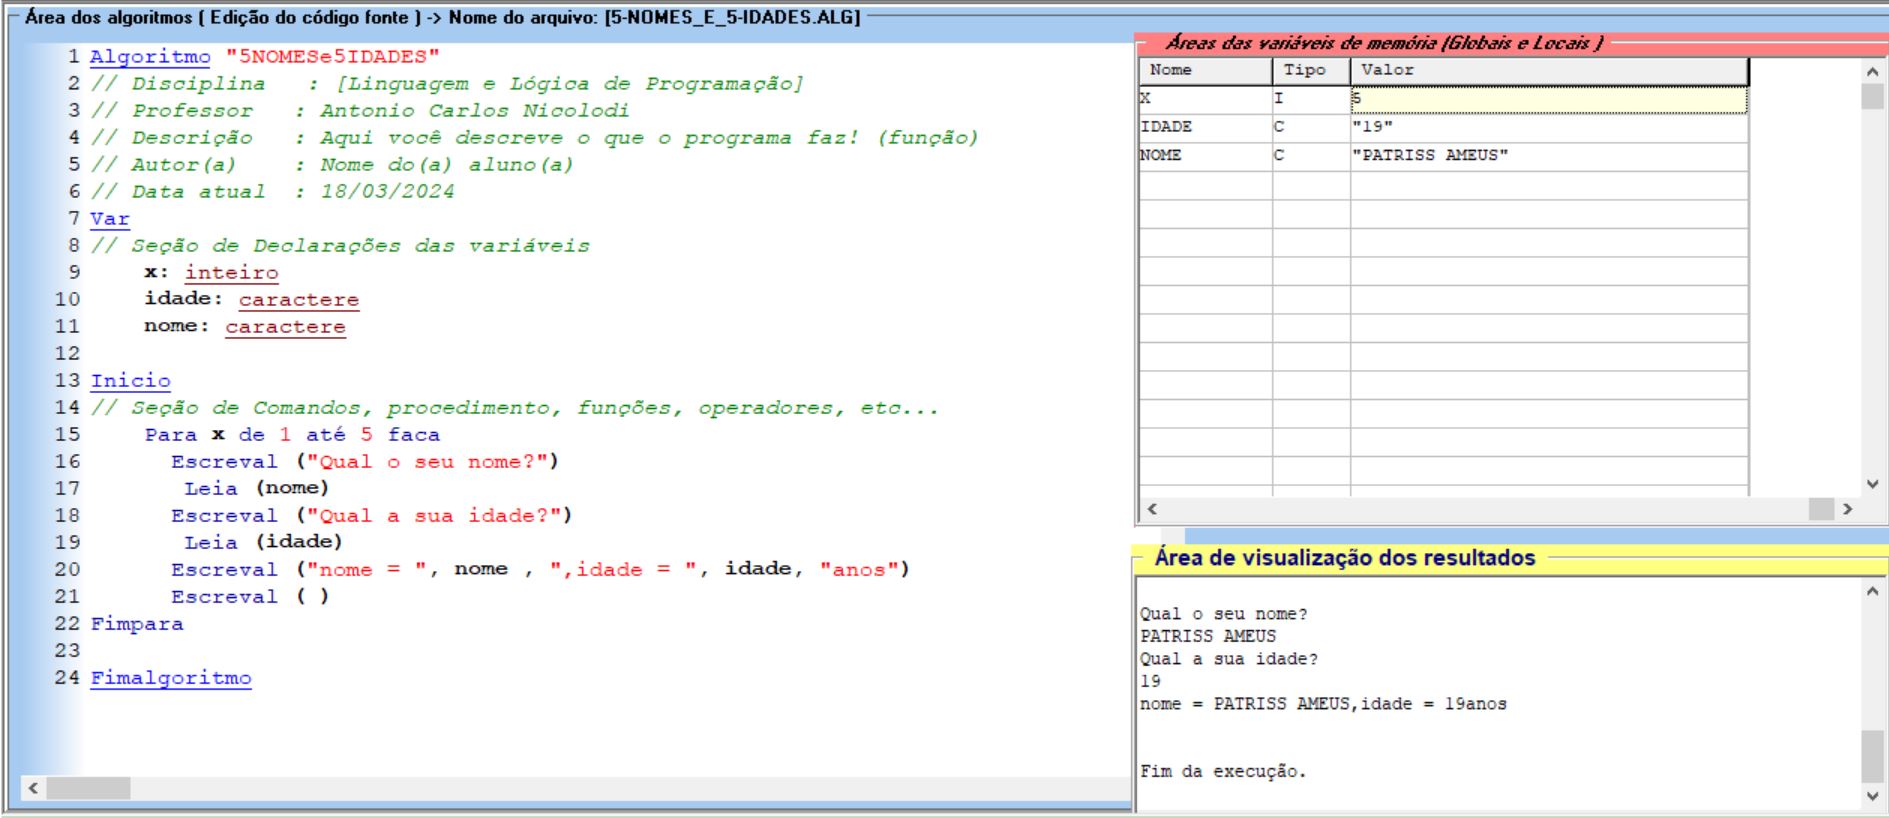 Área dos algoritmos ( Edição do código fonte ) -> Nome do arquivo: [5-NOMES_E_5-IDADES.ALG]
1 Algoritmo "5NOMESe5IDADES"
2 // Disciplina   : [Linguagem e Lógica de Programação]
3 // Professor   : Antonio Carlos Nicolodi
4 // Descrição   : Aqui você descreve o que o programa faz! (função)
5 // Autor(a)    : Nome do(a) aluno(a)
6 // Data atual  : 18/03/2024
7 Var
8 // Seção de Declarações das variáveis
9     x: inteiro
10     idade: caractere
11     nome: caractere
12
13 Inicio
14 // Seção de Comandos, procedimento, funções, operadores, etc...
15     Para x de 1 até 5 faca
16       Escreval ("Qual o seu nome?")
17        Leia (nome)
18       Escreval ("Qual a sua idade?")
19        Leia (idade)
20       Escreval ("nome = ", nome , ",idade = ", idade, "anos")
21       Escreval ( )
22 Fimpara
23
24 Fimalgoritmo
Áreas das variáveis de memória (Globais e Locais )
Nome Tipo Valor
X I 5
IDADE C "19"
NOME C "PATRISS AMEUS"
Área de visualização dos resultados
Qual o seu nome?
PATRISS AMEUS
Qual a sua idade?
19
nome = PATRISS AMEUS,idade = 19anos
Fim da execução.